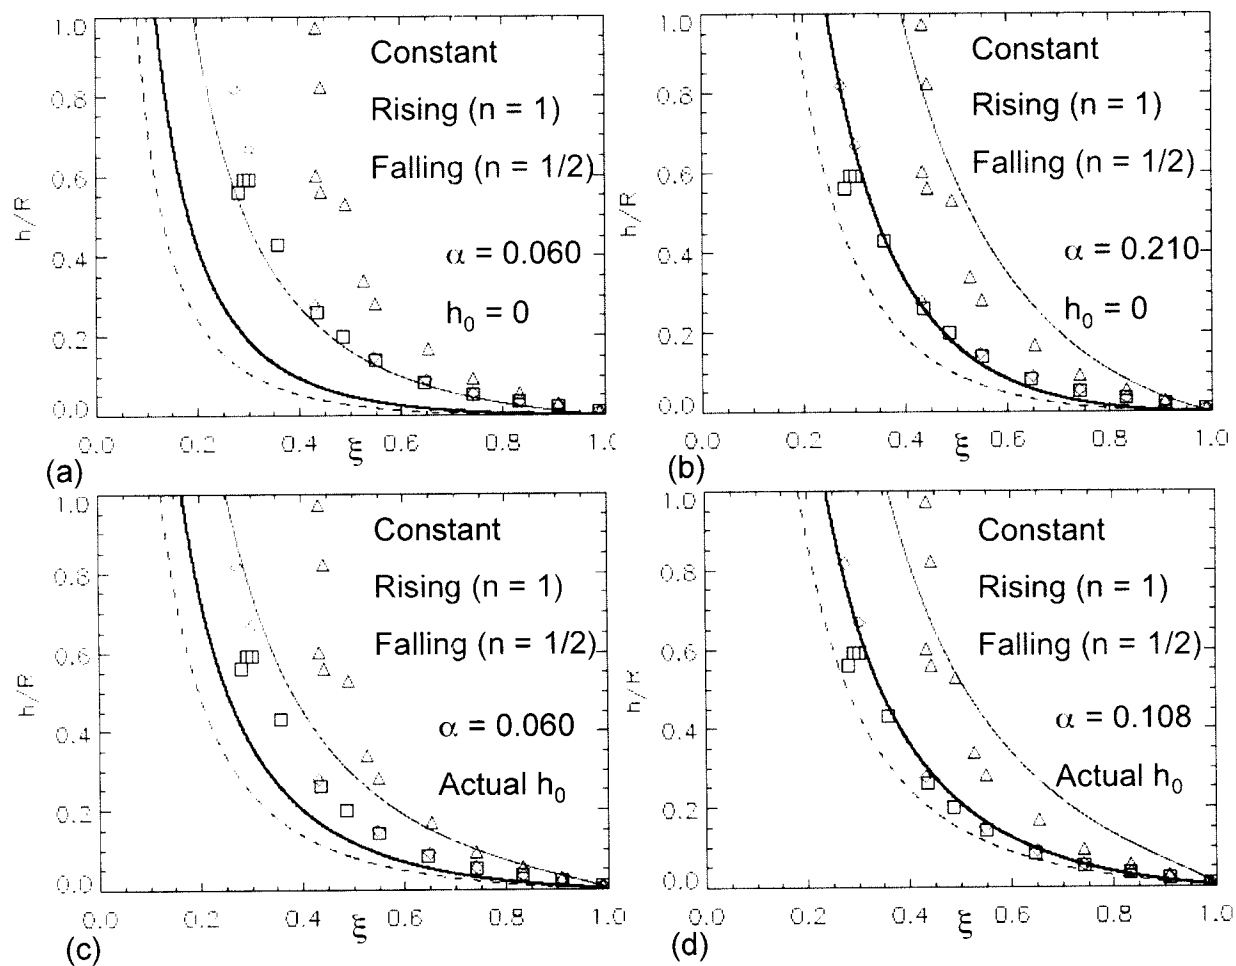 1.0
0.8
0.6
0.4
0.2
0.0
h/R
Constant
Rising (n = 1)
Falling (n = 1/2)
α = 0.060
h₀ = 0
0.0 0.2 0.4 0.6 0.8 1.0
ξ
(a)
1.0
0.8
0.6
0.4
0.2
0.0
h/R
Constant
Rising (n = 1)
Falling (n = 1/2)
α = 0.210
h₀ = 0
0.0 0.2 0.4 0.6 0.8 1.0
ξ
(b)
1.0
0.8
0.6
0.4
0.2
0.0
h/R
Constant
Rising (n = 1)
Falling (n = 1/2)
α = 0.060
Actual h₀
0.0 0.2 0.4 0.6 0.8 1.0
ξ
(c)
1.0
0.8
0.6
0.4
0.2
0.0
h/R
Constant
Rising (n = 1)
Falling (n = 1/2)
α = 0.108
Actual h₀
0.0 0.2 0.4 0.6 0.8 1.0
ξ
(d)